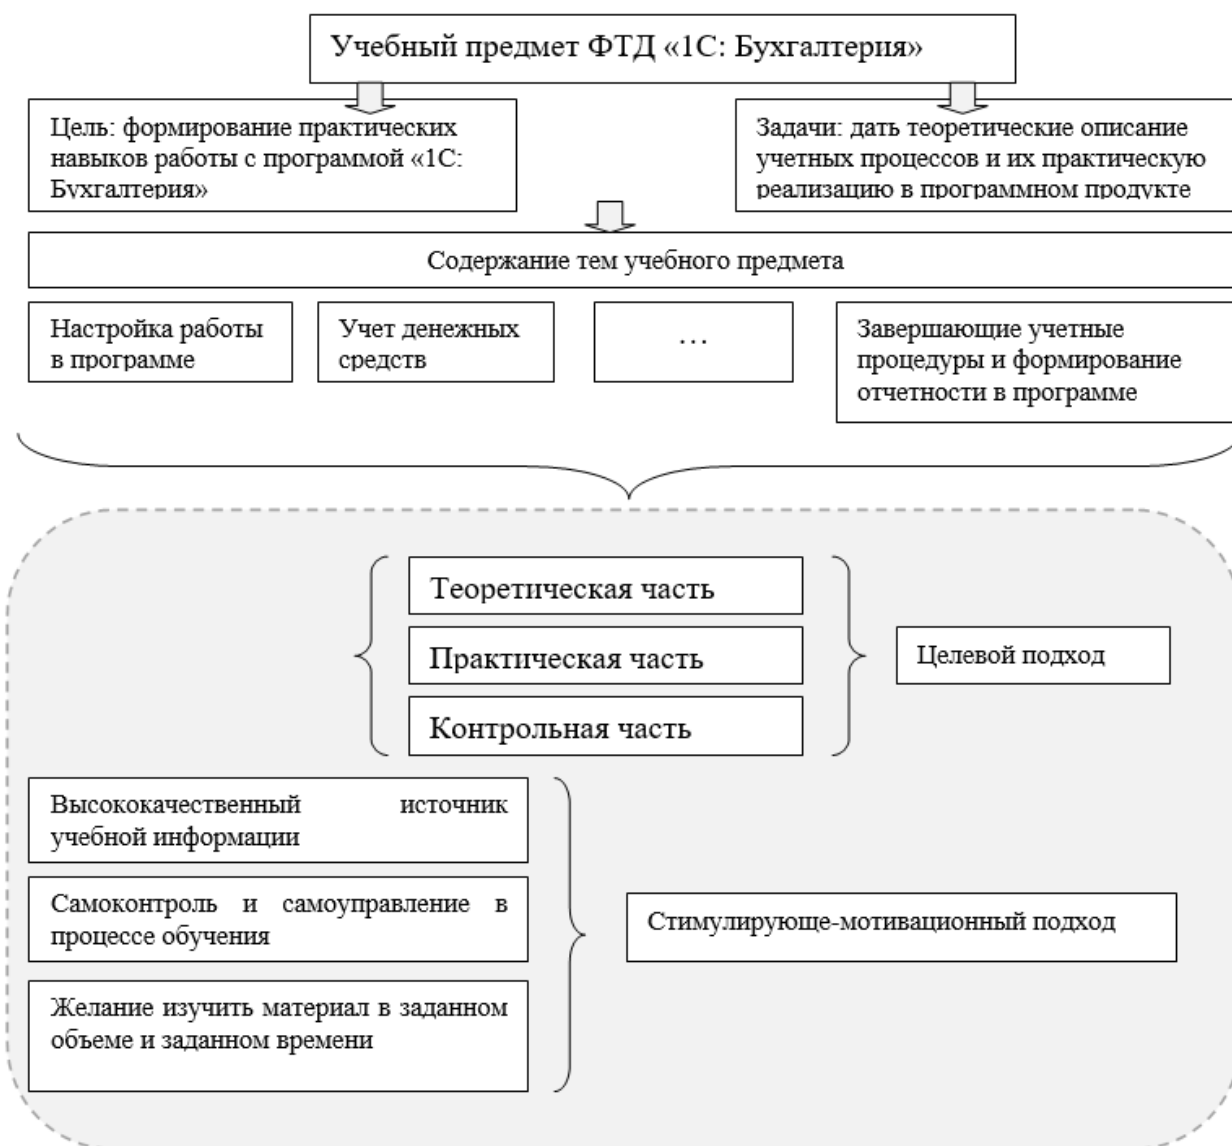 Учебный предмет ФТД «1С: Бухгалтерия»
Цель: формирование практических
навыков работы с программой «1С:
Бухгалтерия»
Задачи: дать теоретические описание
учетных процессов и их практическую
реализацию в программном продукте
Содержание тем учебного предмета
Настройка работы
в программе
Учет денежных
средств
…
Завершающие учетные
процедуры и формирование
отчетности в программе
Теоретическая часть
Практическая часть
Контрольная часть
Целевой подход
Высококачественный источник
учебной информации
Самоконтроль и самоуправление в
процессе обучения
Желание изучить материал в заданном
объеме и заданном времени
Стимулирующе-мотивационный подход